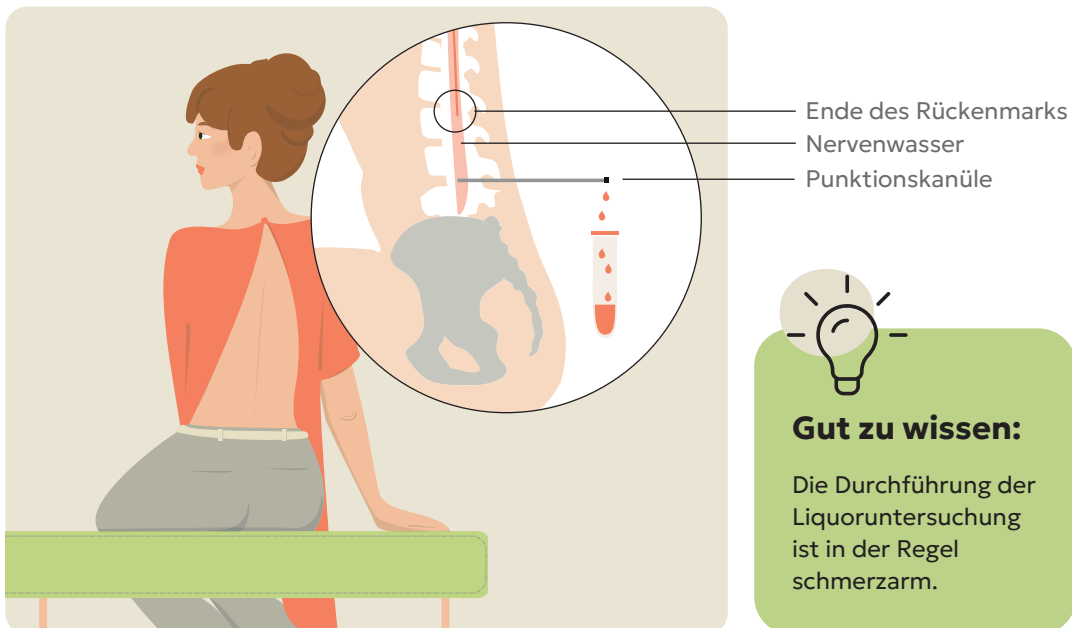 Ende des Rückenmarks
Nervenwasser
Punktionskanüle
Gut zu wissen:
Die Durchführung der
Liquoruntersuchung
ist in der Regel
schmerzarm.